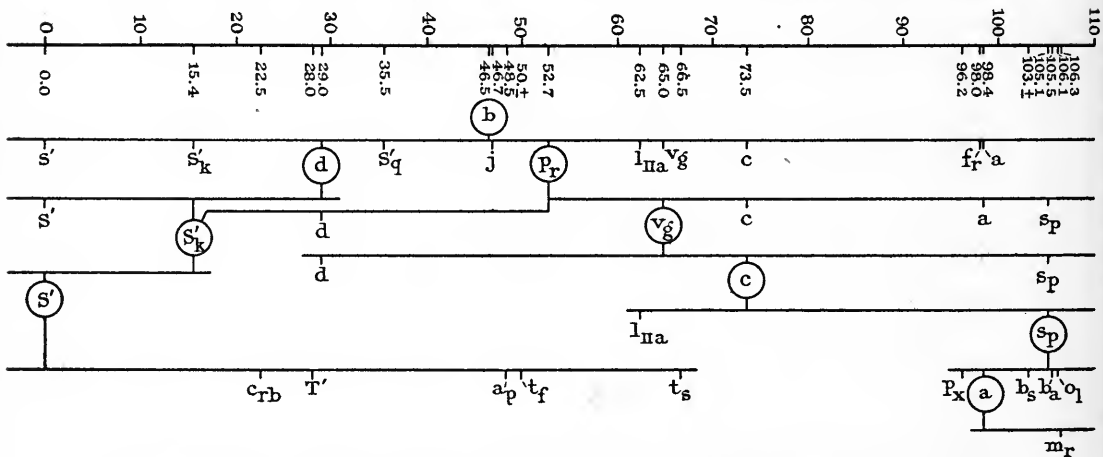 0 10 20 30 40 50 60 70 80 90 100 110
0.0 15.4 22.5 28.0 29.0 35.5 46.5 46.7 48.5 50.± 52.7 62.5 65.0 66.5 73.5 96.2 98.0 98.4 103.± 105.1 105.5 106.1 106.3
b
s' s'k d s'q j pr lIIa vg c f'r a
s' s'k d vg c a sp
d c sp
s' lIIa sp
crb T' a'p tf ts px a bs b'a ol
mr